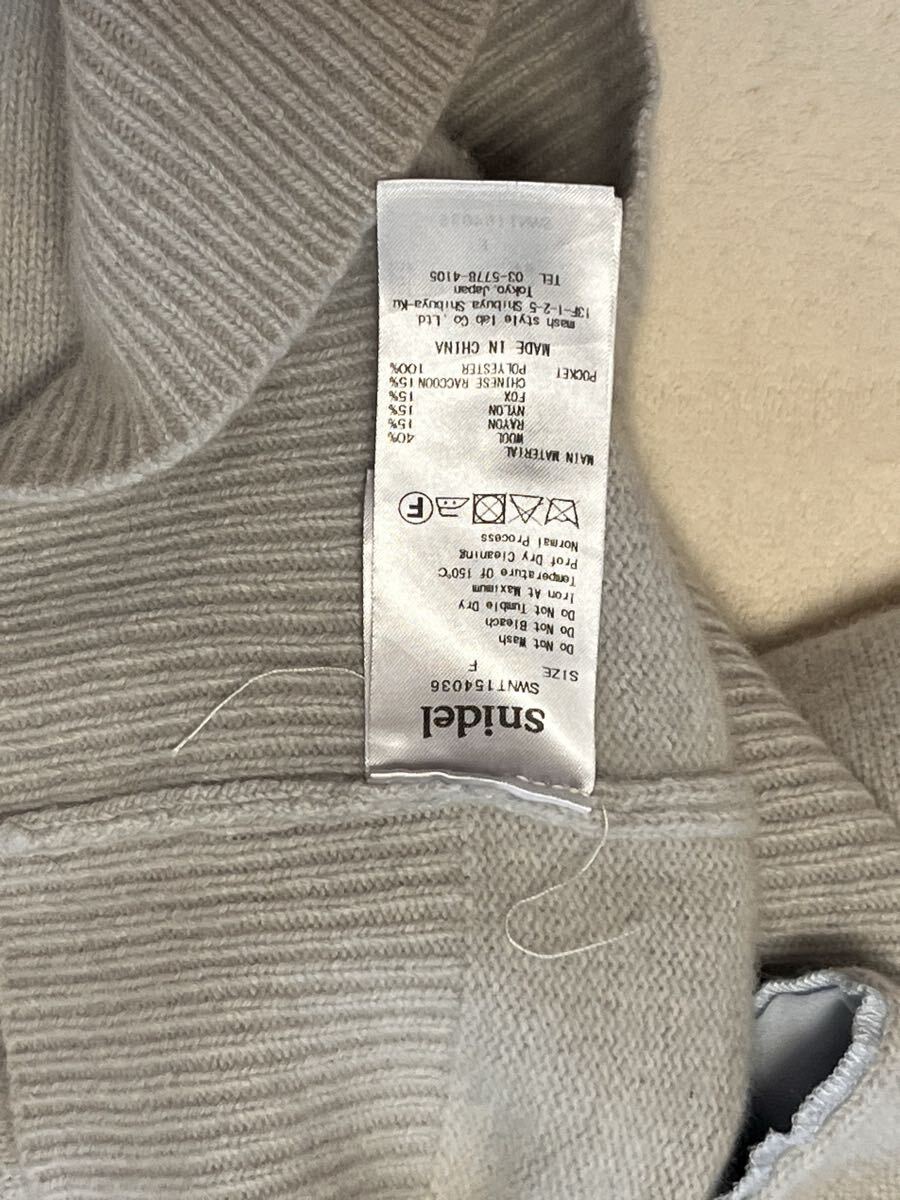 snidel
SWNT154036
SIZE F
Do Not Wash
Do Not Bleach
Do Not Tumble Dry
Iron At Maximum
Temperature Of 150℃
Prof Dry Cleaning
Normal Process
F
MAIN MATERIAL
WOOL 40%
RAYON 15%
NYLON 15%
FOX 15%
CHINESE RACCOON 15%
POCKET POLYESTER 100%
MADE IN CHINA
mash style lab Co.,Ltd
13F-1-2-5 Shibuya Shibuya-Ku
Tokyo, Japan
TEL 03-5778-4105